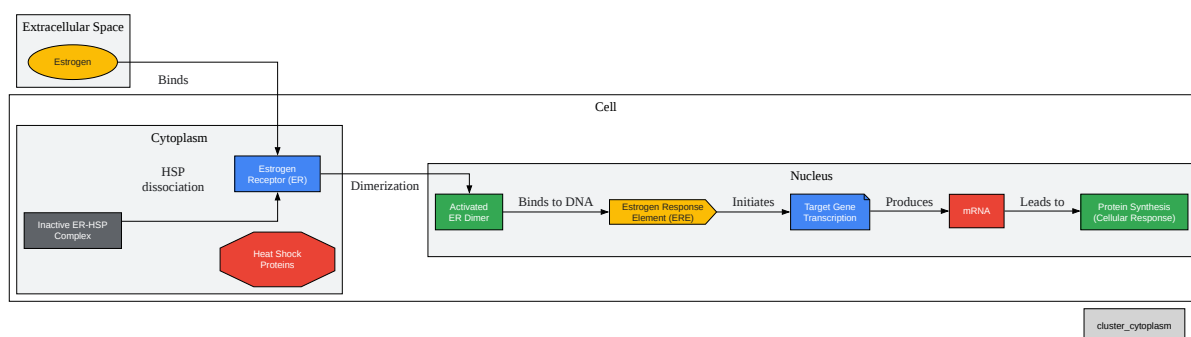 Extracellular Space
Estrogen
Binds
Cell
Cytoplasm
HSP
dissociation
Estrogen
Receptor (ER)
Inactive ER-HSP
Complex
Heat Shock
Proteins
Dimerization
Nucleus
Activated
ER Dimer
Binds to DNA
Estrogen Response
Element (ERE)
Initiates
Target Gene
Transcription
Produces
mRNA
Leads to
Protein Synthesis
(Cellular Response)
cluster_cytoplasm